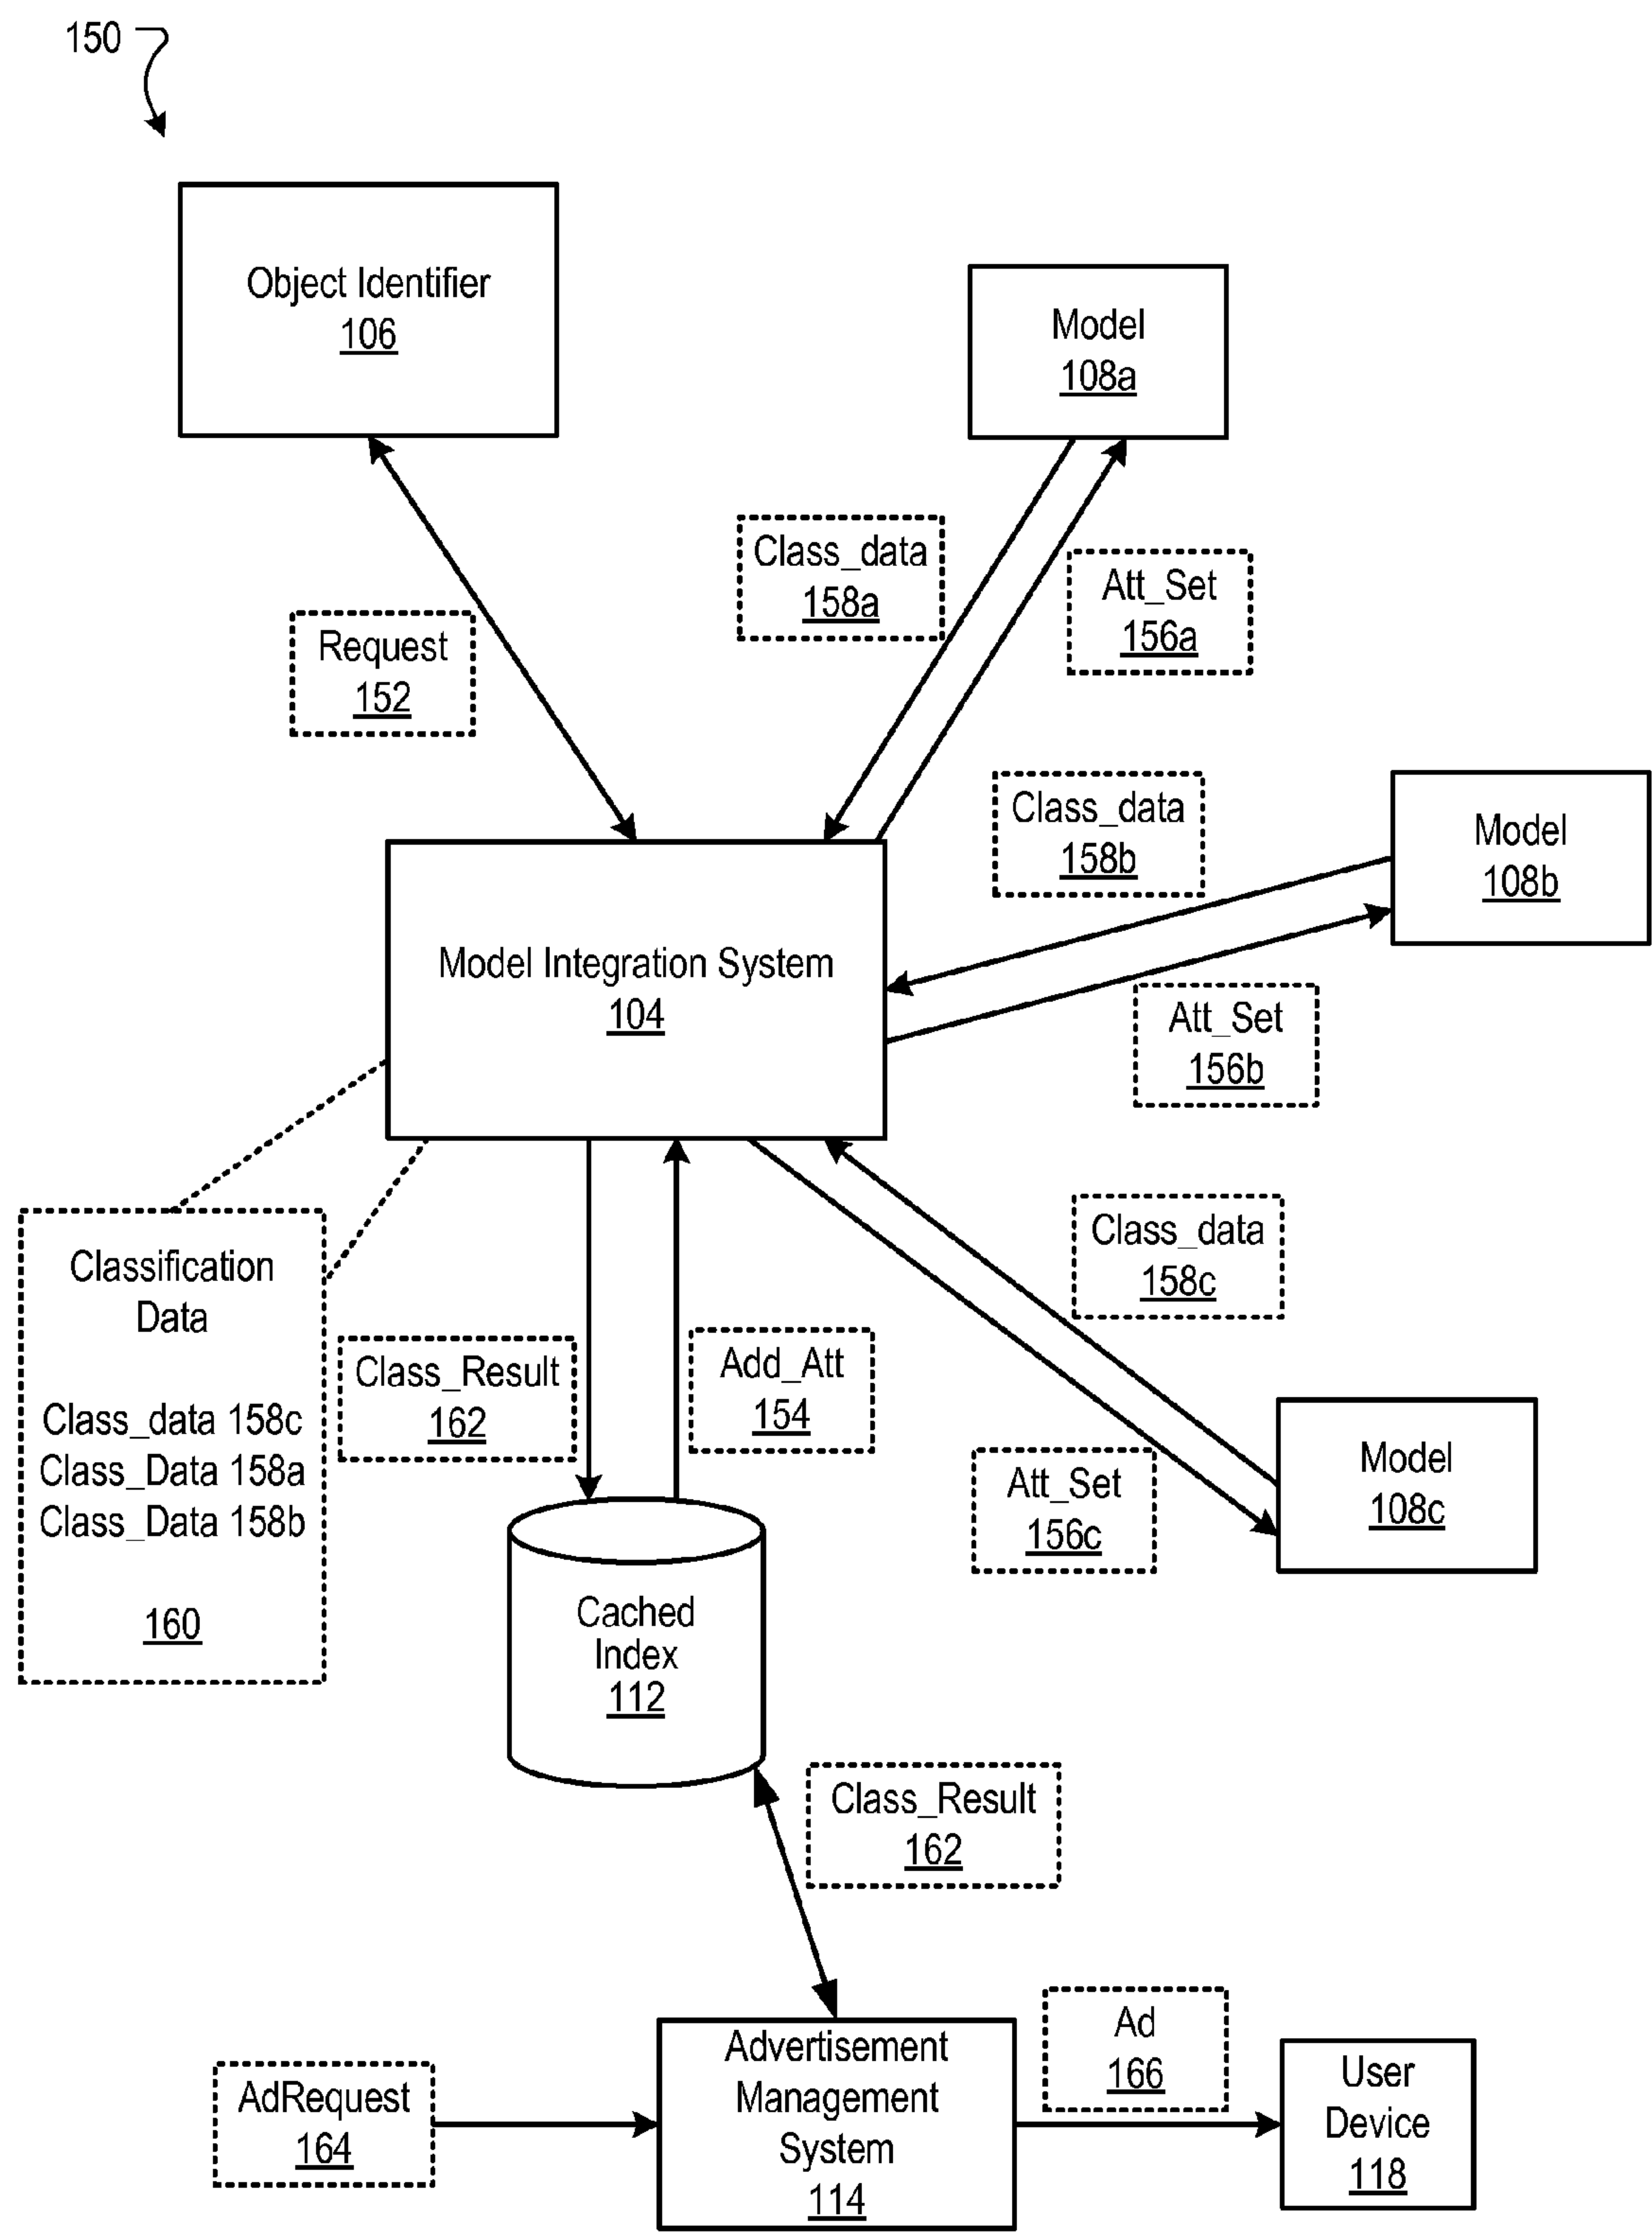 150
Object Identifier
106
Model
108a
Class_data
158a
Att_Set
156a
Request
152
Class_data
158b
Model
108b
Model Integration System
104
Att_Set
156b
Class_data
158c
Classification
Data
Class_data 158c
Class_Data 158a
Class_Data 158b
160
Class_Result
162
Add_Att
154
Att_Set
156c
Model
108c
Cached
Index
112
Class_Result
162
AdRequest
164
Advertisement
Management
System
114
Ad
166
User
Device
118